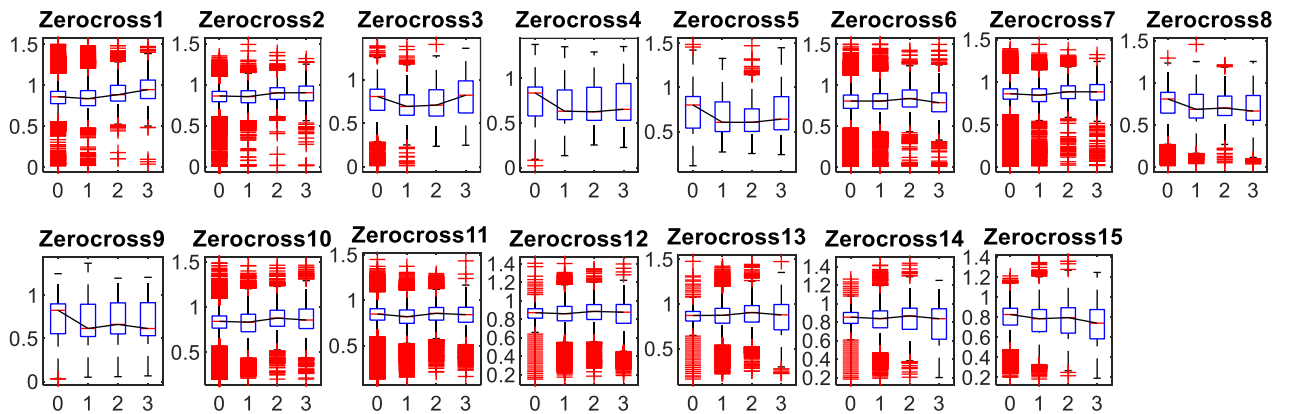 Zerocross1 Zerocross2 Zerocross3 Zerocross4 Zerocross5 Zerocross6 Zerocross7 Zerocross8
1.5 1.5 1.5 1.5 1.5 1.5 1.5
1 1 1 1 1 1 1 1
0.5 0.5 0.5 0.5 0.5 0.5 0.5 0.5
0 0 0 0 0 0 0
0 1 2 3 0 1 2 3 0 1 2 3 0 1 2 3 0 1 2 3 0 1 2 3 0 1 2 3 0 1 2 3
Zerocross9 Zerocross10 Zerocross11 Zerocross12 Zerocross13 Zerocross14 Zerocross15
1.5 1.5 1.4 1.5 1.4 1.4
1.2 1.2 1.2
1 1 1 1 1 1 1
0.8 0.8 0.8
0.6 0.6 0.6
0.5 0.5 0.5 0.4 0.5 0.4 0.4
0 0.2 0.2 0.2
0 1 2 3 0 1 2 3 0 1 2 3 0 1 2 3 0 1 2 3 0 1 2 3 0 1 2 3